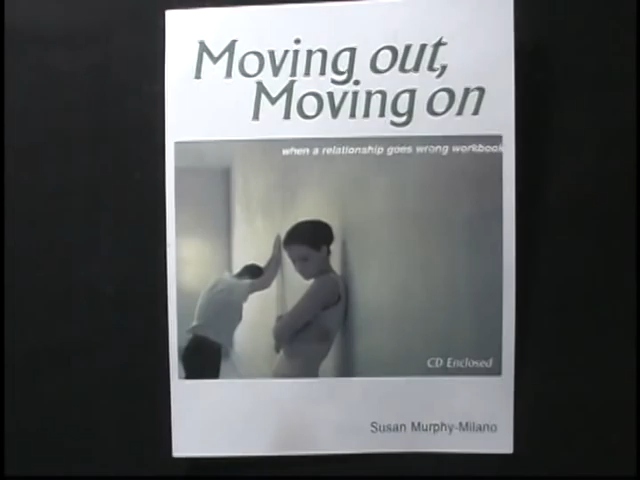 Moving out,
Moving on
when a relationship goes wrong workbook
CD Enclosed
Susan Murphy-Milano